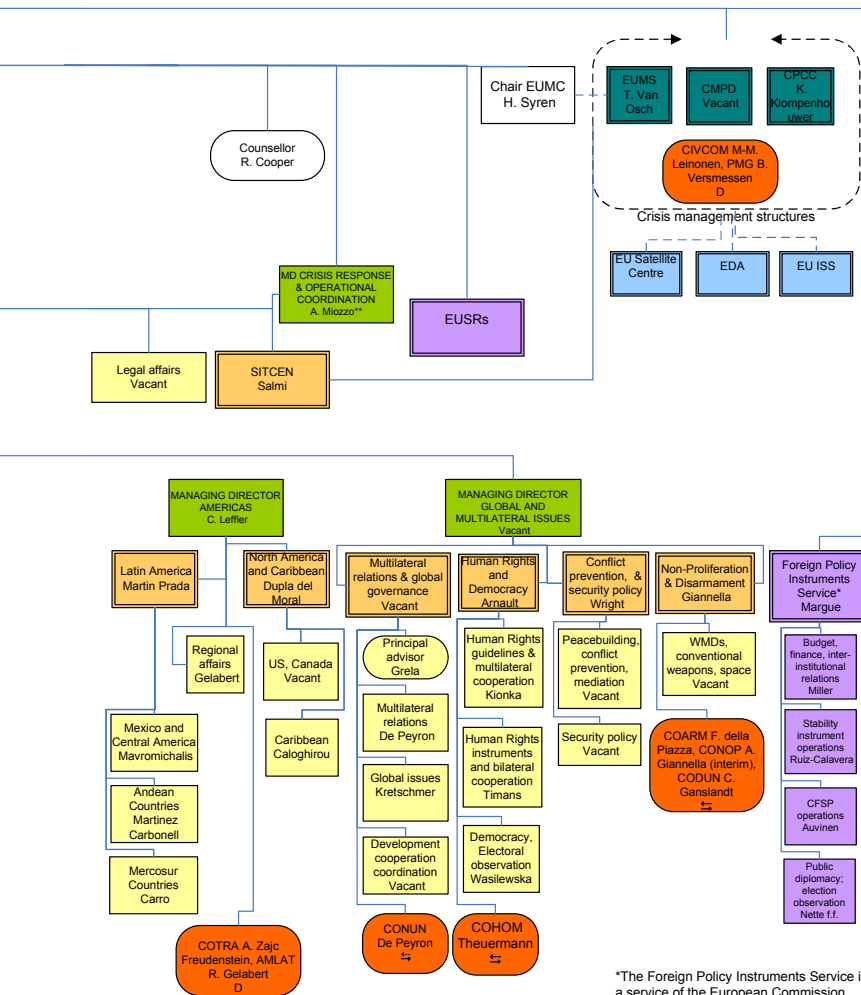 Chair EUMC
H. Syren
EUMS
T. Van
Osch
CMPD
Vacant
CPCC
K.
Klompenho
uwer
Counsellor
R. Cooper
CIVCOM M-M.
Leinonen, PMG B.
Versmessen
D
Crisis management structures
EU Satellite
Centre
EDA
EU ISS
MD CRISIS RESPONSE
& OPERATIONAL
COORDINATION
A. Miozzo**
EUSRs
Legal affairs
Vacant
SITCEN
Salmi
MANAGING DIRECTOR
AMERICAS
C. Leffler
MANAGING DIRECTOR
GLOBAL AND
MULTILATERAL ISSUES
Vacant
Latin America
Martin Prada
North America
and Caribbean
Dupla del
Moral
Multilateral
relations & global
governance
Vacant
Human Rights
and
Democracy
Arnault
Conflict
prevention, &
security policy
Wright
Non-Proliferation
& Disarmament
Giannella
Foreign Policy
Instruments
Service*
Margue
Regional
affairs
Gelabert
US, Canada
Vacant
Principal
advisor
Grela
Human Rights
guidelines &
multilateral
cooperation
Kionka
Peacebuilding,
conflict
prevention,
mediation
Vacant
WMDs,
conventional
weapons, space
Vacant
Budget,
finance, inter-
institutional
relations
Miller
Mexico and
Central America
Mavromichalis
Caribbean
Caloghirou
Multilateral
relations
De Peyron
Human Rights
instruments
and bilateral
cooperation
Timans
Security policy
Vacant
COARM F. della
Piazza, CONOP A.
Giannella (interim),
CODUN C.
Ganslandt
⇆
Stability
instrument
operations
Ruiz-Calavera
Andean
Countries
Martinez
Carbonell
Global issues
Kretschmer
CFSP
operations
Auvinen
Mercosur
Countries
Carro
Development
cooperation
coordination
Vacant
Democracy,
Electoral
observation
Wasilewska
Public
diplomacy;
election
observation
Nette f.f.
COTRA A. Zajc
Freudenstein, AMLAT
R. Gelabert
D
CONUN
De Peyron
⇆
COHOM
Theuermann
⇆
*The Foreign Policy Instruments Service i
a service of the European Commission